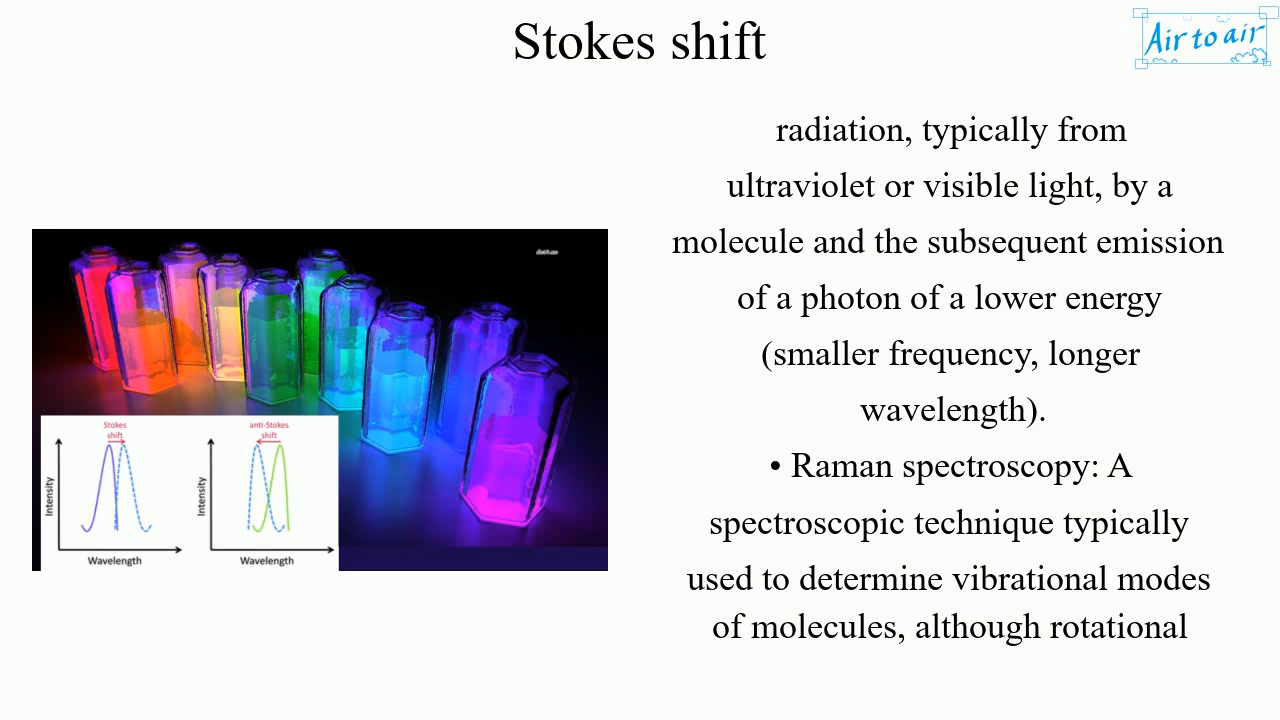 Stokes shift
Air to air
radiation, typically from
ultraviolet or visible light, by a
molecule and the subsequent emission
of a photon of a lower energy
(smaller frequency, longer
wavelength).
• Raman spectroscopy: A
spectroscopic technique typically
used to determine vibrational modes
of molecules, although rotational
Stokes
shift
Intensity
Wavelength
anti-Stokes
shift
Intensity
Wavelength